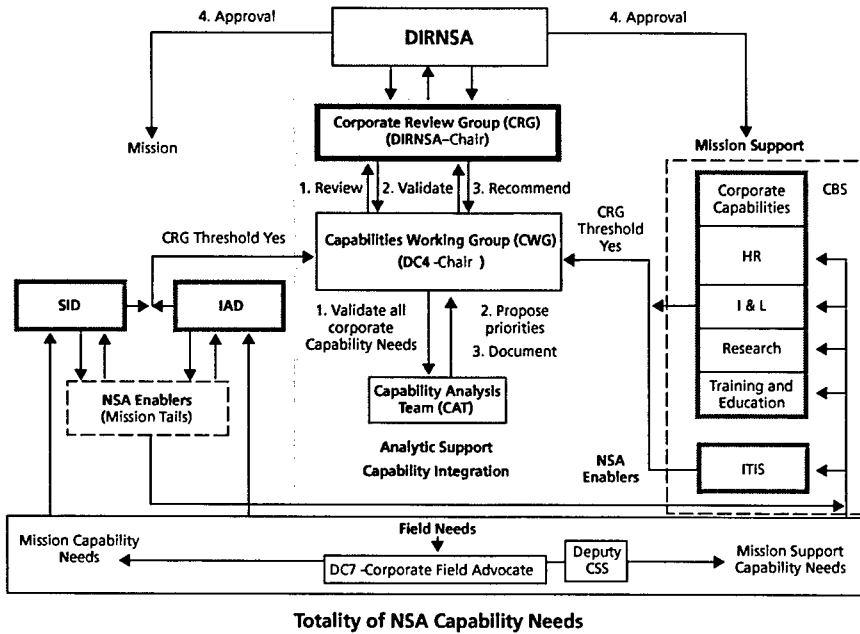 4. Approval
DIRNSA
4. Approval
Mission
Corporate Review Group (CRG)
(DIRNSA–Chair)
Mission Support
1. Review
2. Validate
3. Recommend
CRG Threshold Yes
Capabilities Working Group (CWG)
(DC4 -Chair )
CRG
Threshold
Yes
Corporate
Capabilities
CBS
HR
I & L
Research
Training and
Education
SID
IAD
1. Validate all
corporate
Capability Needs
2. Propose
priorities
3. Document
NSA Enablers
(Mission Tails)
Capability Analysis
Team (CAT)
Analytic Support
Capability Integration
NSA
Enablers
ITIS
Mission Capability
Needs
Field Needs
DC7 -Corporate Field Advocate
Deputy
CSS
Mission Support
Capability Needs
Totality of NSA Capability Needs